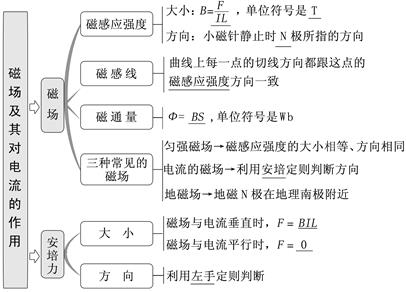 磁场及其对电流的作用
磁场
磁感应强度
大小：B=F/IL，单位符号是 T
方向：小磁针静止时 N 极所指的方向
磁感线
曲线上每一点的切线方向都跟这点的
磁感应强度方向一致
磁通量
Φ= BS ,单位符号是Wb
三种常见的
磁场
匀强磁场→磁感应强度的大小相等、方向相同
电流的磁场→利用安培定则判断方向
地磁场→地磁N极在地理南极附近
安培力
大 小
磁场与电流垂直时，F = BIL
磁场与电流平行时，F = 0
方 向
利用左手定则判断